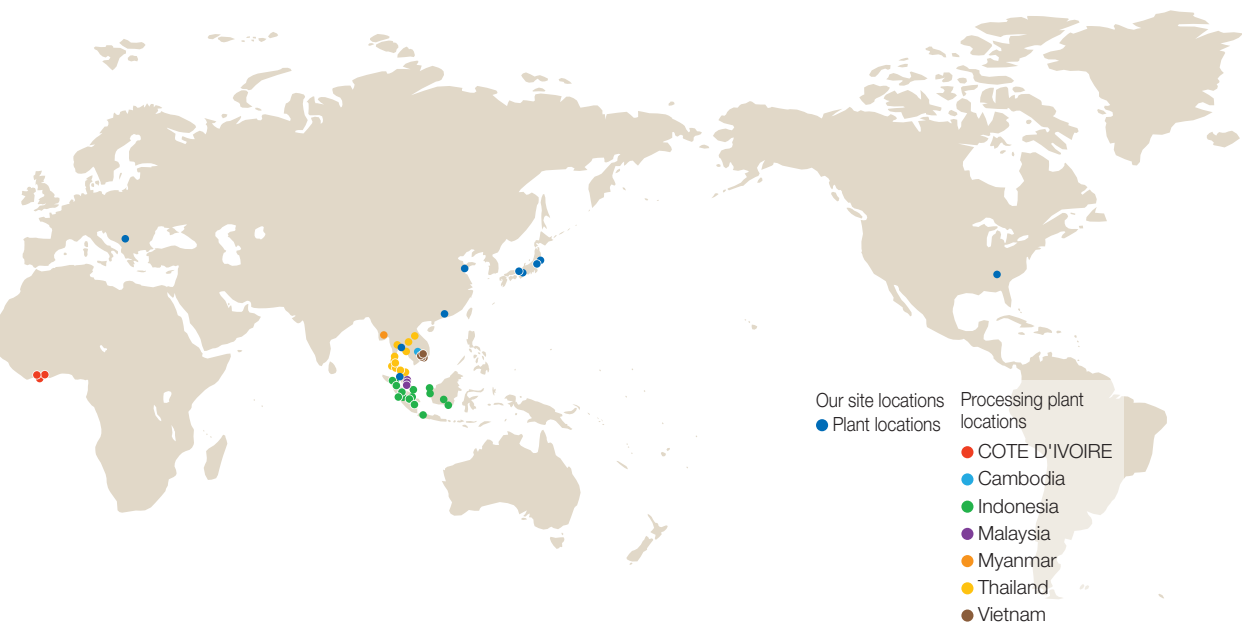 Our site locations
Plant locations
Processing plant
locations
COTE D'IVOIRE
Cambodia
Indonesia
Malaysia
Myanmar
Thailand
Vietnam